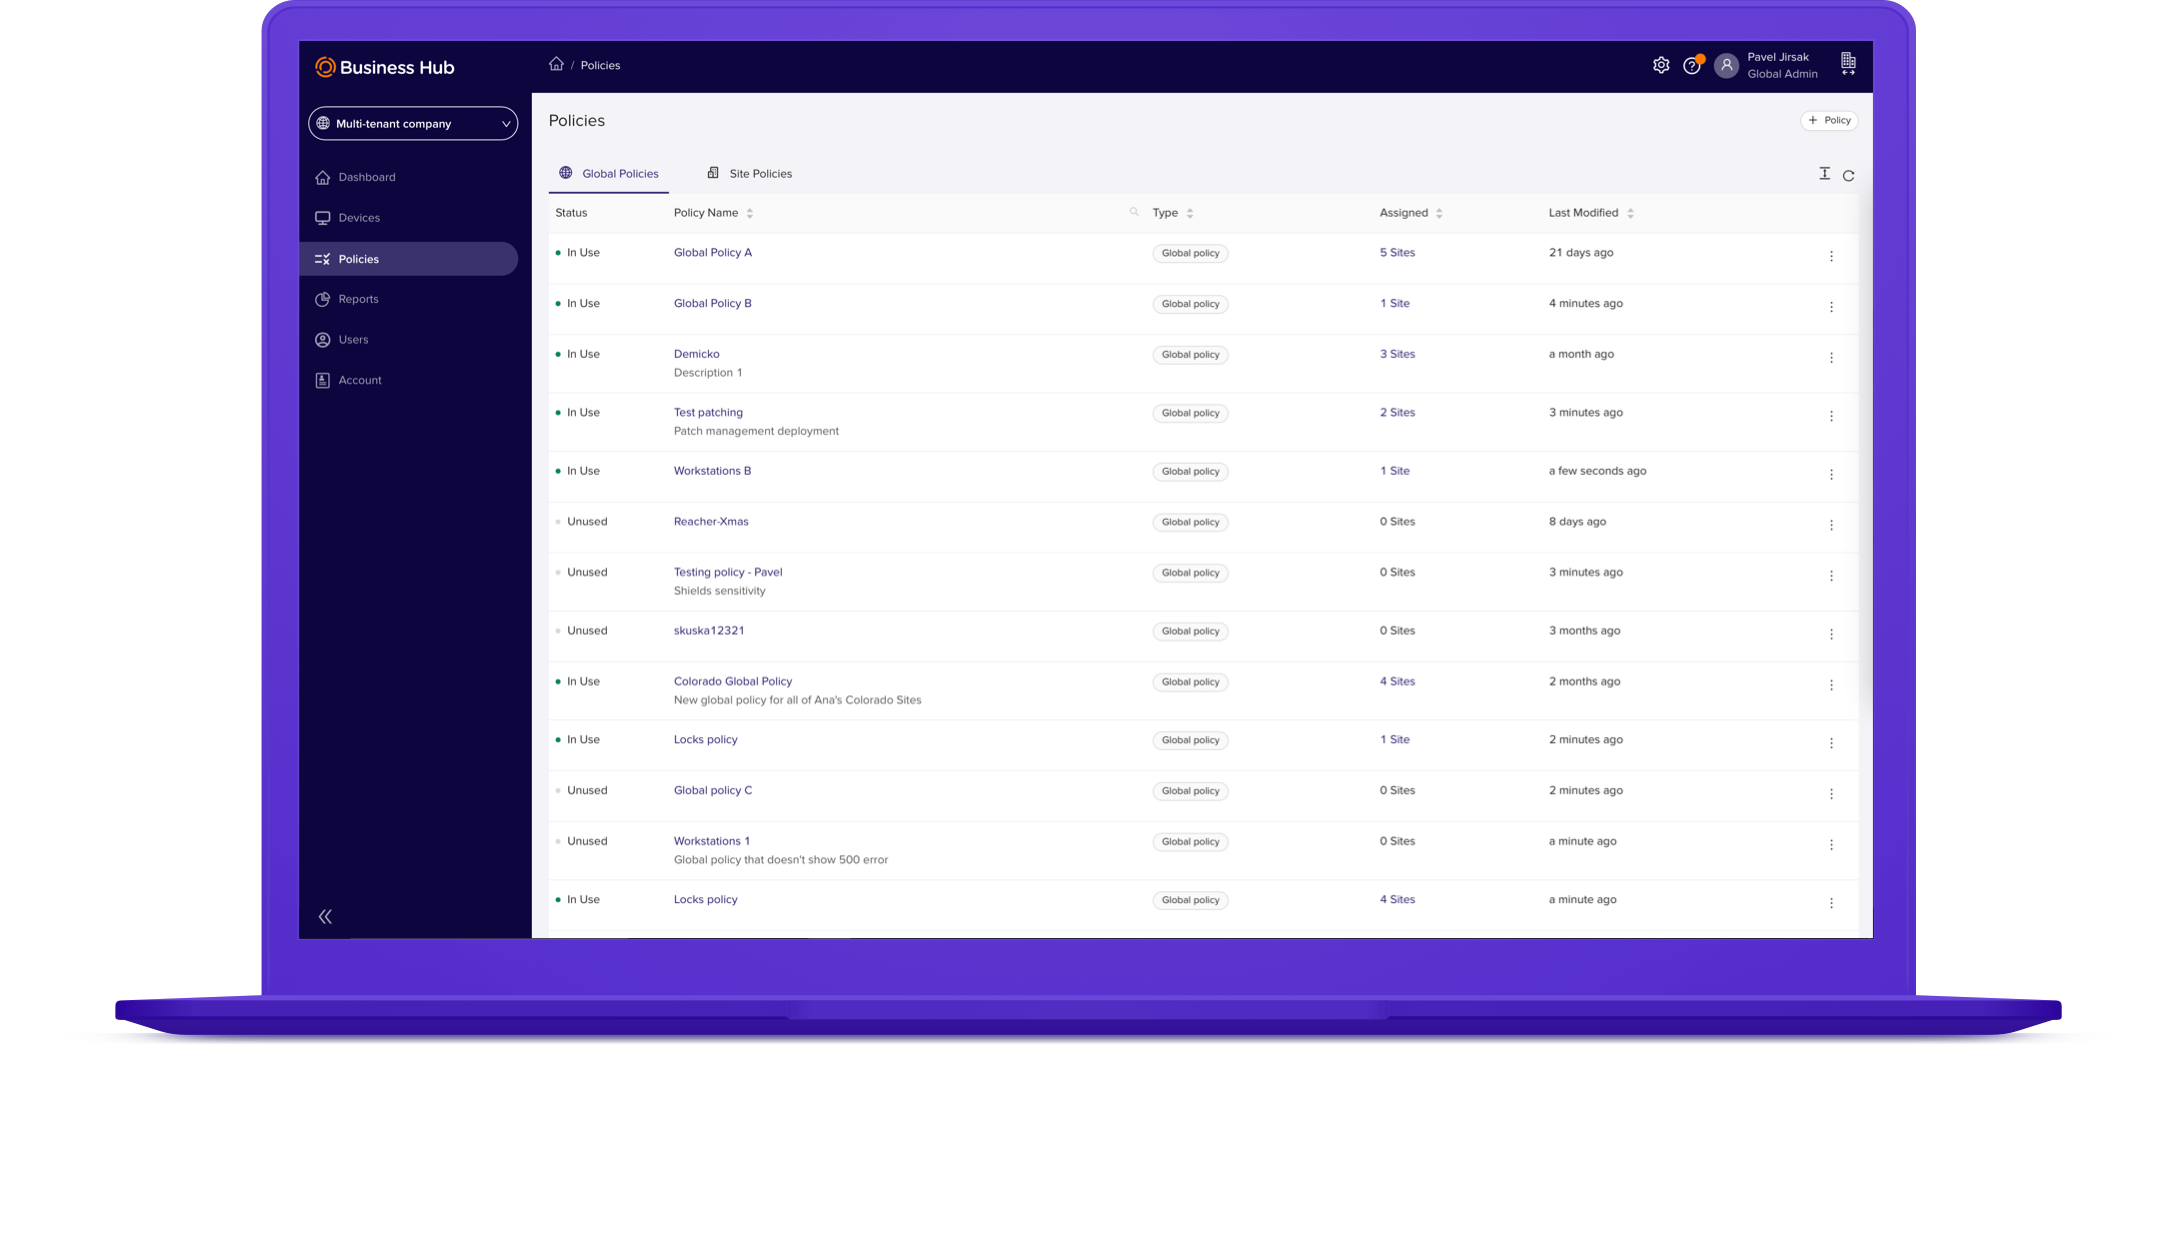 Business Hub
/ Policies
Pavel Jirsak
Global Admin
Multi-tenant company
Dashboard
Devices
Policies
Reports
Users
Account
Policies
+ Policy
Global Policies
Site Policies
Status Policy Name Type Assigned Last Modified
In Use Global Policy A Global policy 5 Sites 21 days ago
In Use Global Policy B Global policy 1 Site 4 minutes ago
In Use Demicko Global policy 3 Sites a month ago
Description 1
In Use Test patching Global policy 2 Sites 3 minutes ago
Patch management deployment
In Use Workstations B Global policy 1 Site a few seconds ago
Unused Reacher-Xmas Global policy 0 Sites 8 days ago
Unused Testing policy - Pavel Global policy 0 Sites 3 minutes ago
Shields sensitivity
Unused skuska12321 Global policy 0 Sites 3 months ago
In Use Colorado Global Policy Global policy 4 Sites 2 months ago
New global policy for all of Ana's Colorado Sites
In Use Locks policy Global policy 1 Site 2 minutes ago
Unused Global policy C Global policy 0 Sites 2 minutes ago
Unused Workstations 1 Global policy 0 Sites a minute ago
Global policy that doesn't show 500 error
In Use Locks policy Global policy 4 Sites a minute ago